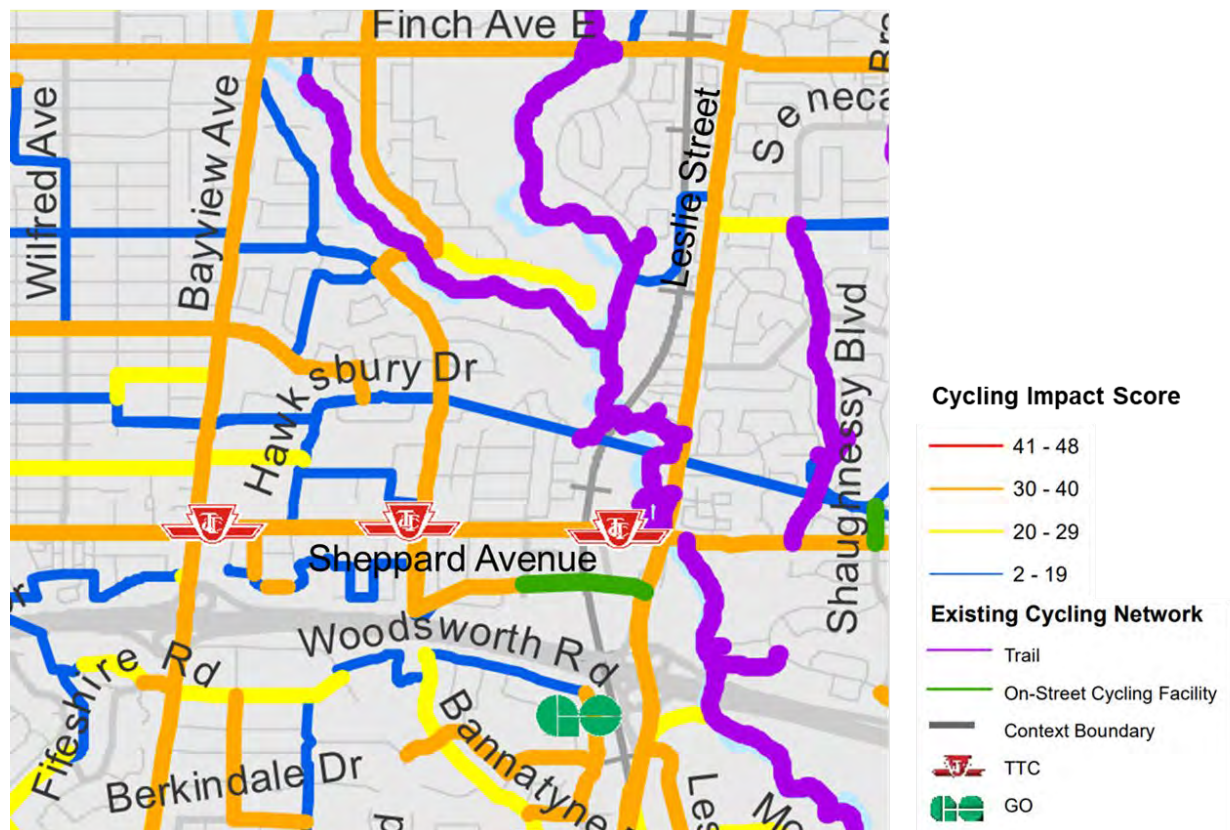 Finch Ave E
Seneca
Wilfred Ave
Bayview Ave
Leslie Street
Shaughnessy Blvd
Hawksbury Dr
Sheppard Avenue
Woodsworth Rd
Fifeshire Rd
Bannatyne
Berkindale Dr
Les
Mo
Cycling Impact Score
41 - 48
30 - 40
20 - 29
2 - 19
Existing Cycling Network
Trail
On-Street Cycling Facility
Context Boundary
TTC
GO